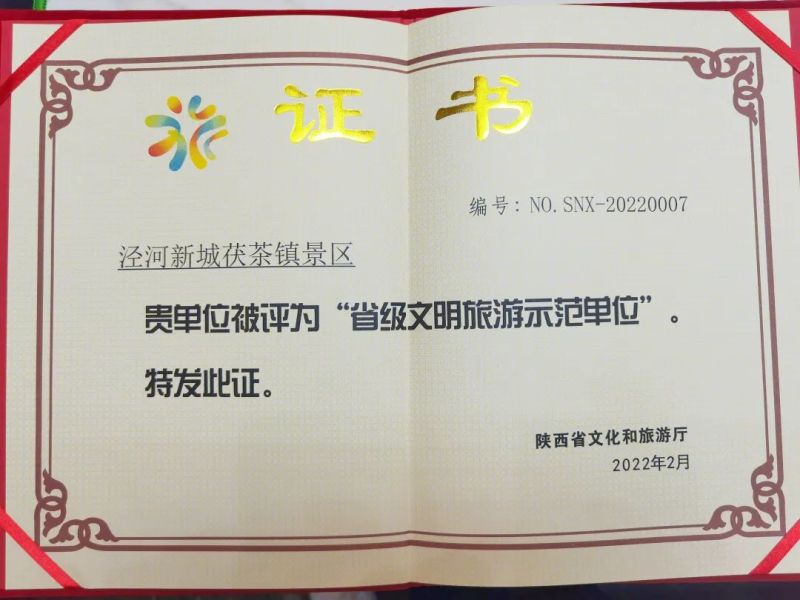 证书
编号：NO.SNX-20220007
泾河新城茯茶镇景区
贵单位被评为“省级文明旅游示范单位”。
特发此证。
陕西省文化和旅游厅
2022年2月